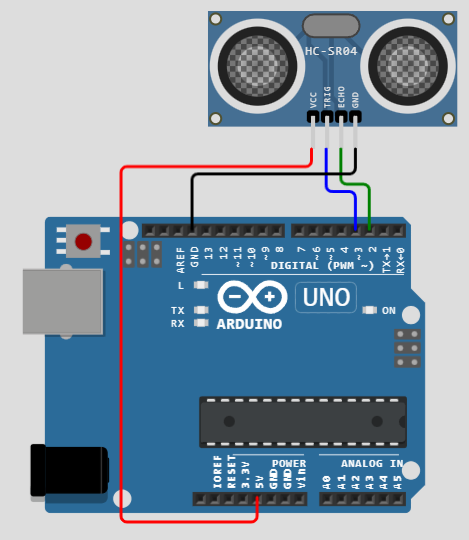 HC-SR04
VCC
TRIG
ECHO
GND
AREF
GND
13
12
~11
~10
~9
8
7
~6
~5
4
~3
2
TX→1
RX←0
DIGITAL (PWM ~)
L
TX
RX
UNO
ARDUINO
ON
IOREF
RESET
3.3V
5V
GND
GND
Vin
POWER
ANALOG IN
A0
A1
A2
A3
A4
A5